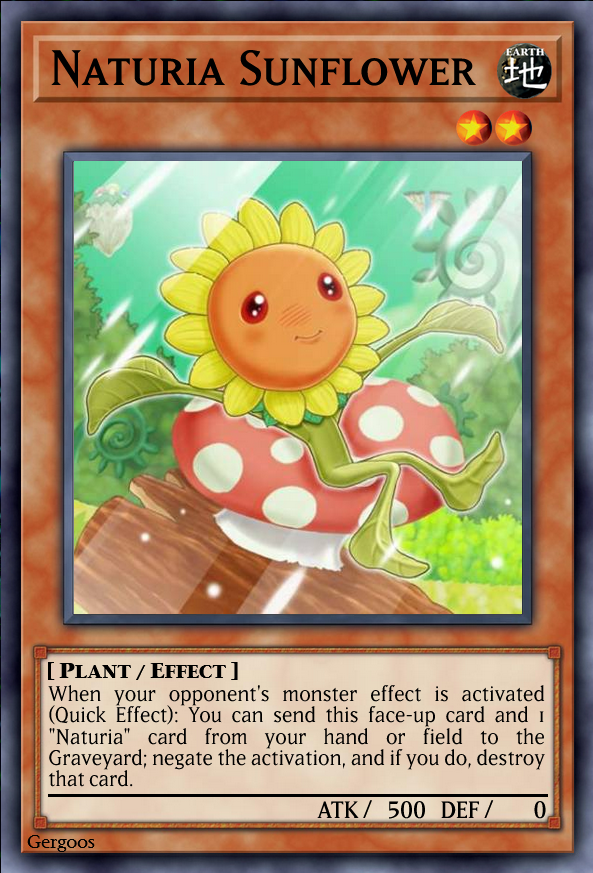 Naturia Sunflower
EARTH
地
[ Plant / Effect ]
When your opponent's monster effect is activated
(Quick Effect): You can send this face-up card and 1
"Naturia" card from your hand or field to the
Graveyard; negate the activation, and if you do, destroy
that card.
ATK / 500 DEF / 0
Gergoos